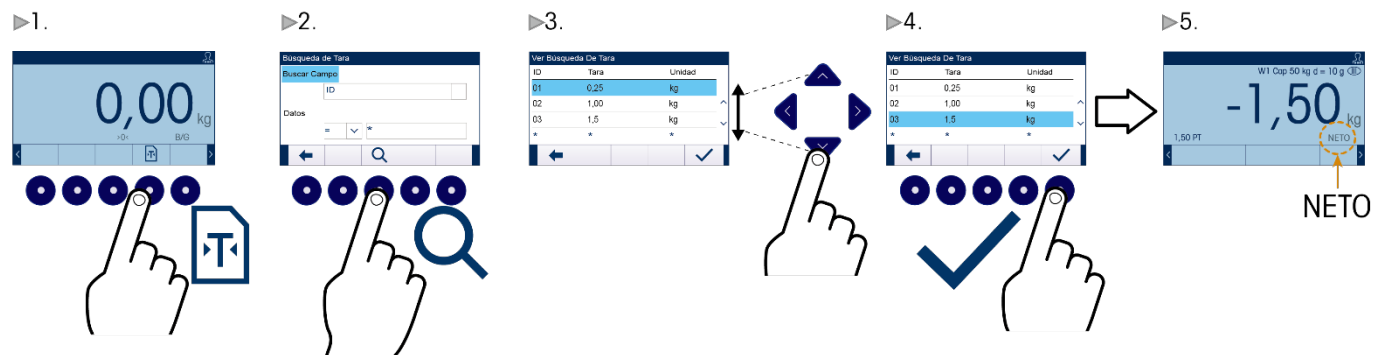 1.
0,00 kg
→0← B/G
T
2.
Búsqueda de Tara
Buscar Campo
ID
Datos
= *
3.
Ver Búsqueda De Tara
ID Tara Unidad
01 0,25 kg
02 1,00 kg
03 1,5 kg
* * *
4.
Ver Búsqueda De Tara
ID Tara Unidad
01 0,25 kg
02 1,00 kg
03 1,5 kg
* * *
5.
W1 Cap 50 kg d = 10 g
-1,50 kg
1,50 PT NETO
NETO